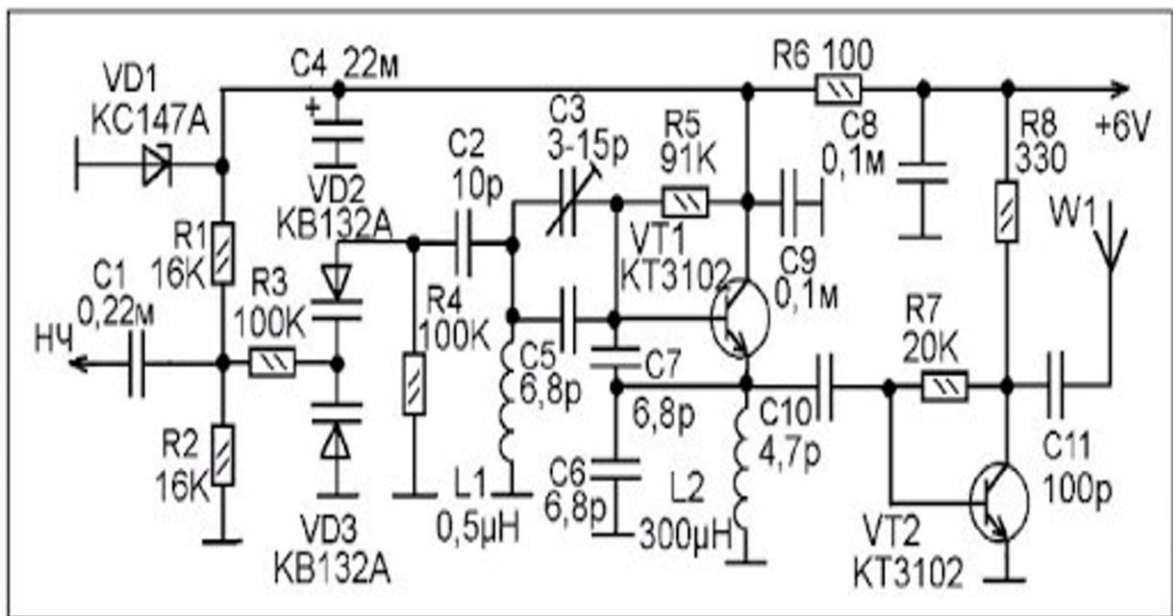 C4 22м
R6 100
VD1
КС147А
C3
3-15p
R5
91K
C8
0,1м
R8
330
+6V
C2
10p
VD2
КВ132А
VT1
КТ3102
W1
R1
16K
C1
0,22м
R3
100K
R4
100K
C9
0,1м
R7
20K
НЧ
C5
6,8p
C7
6,8p
C10
4,7p
C11
100p
R2
16K
C6
6,8p
L1
0,5µH
L2
300µH
VD3
КВ132А
VT2
КТ3102